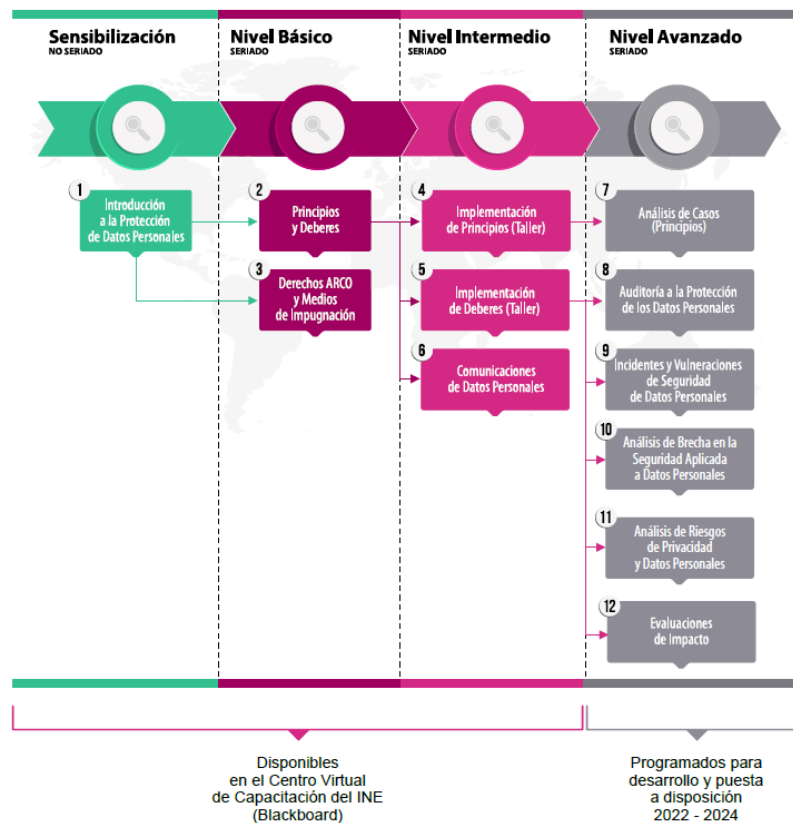 Sensibilización
NO SERIADO
Nivel Básico
SERIADO
Nivel Intermedio
SERIADO
Nivel Avanzado
SERIADO
1
Introducción
a la Protección
de Datos Personales
2
Principios
y Deberes
3
Derechos ARCO
y Medios
de Impugnación
4
Implementación
de Principios (Taller)
5
Implementación
de Deberes (Taller)
6
Comunicaciones
de Datos Personales
7
Análisis de Casos
(Principios)
8
Auditoría a la Protección
de los Datos Personales
9
Incidentes y Vulneraciones
de Seguridad
de Datos Personales
10
Análisis de Brecha en la
Seguridad Aplicada
a Datos Personales
11
Análisis de Riesgos
de Privacidad
y Datos Personales
12
Evaluaciones
de Impacto
Disponibles
en el Centro Virtual
de Capacitación del INE
(Blackboard)
Programados para
desarrollo y puesta
a disposición
2022 - 2024